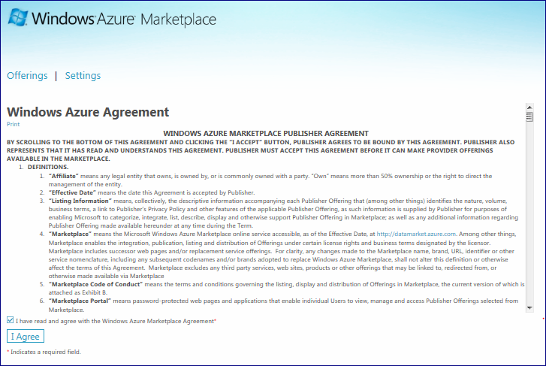 Windows Azure Marketplace
Offerings | Settings
Windows Azure Agreement
Print
WINDOWS AZURE MARKETPLACE PUBLISHER AGREEMENT
BY SCROLLING TO THE BOTTOM OF THIS AGREEMENT AND CLICKING THE "I ACCEPT" BUTTON, PUBLISHER AGREES TO BE BOUND BY THIS AGREEMENT. PUBLISHER ALSO
REPRESENTS THAT IT HAS READ AND UNDERSTANDS THIS AGREEMENT. PUBLISHER MUST ACCEPT THIS AGREEMENT BEFORE IT CAN MAKE PROVIDER OFFERINGS
AVAILABLE IN THE MARKETPLACE.
1. DEFINITIONS.
1. "Affiliate" means any legal entity that owns, is owned by, or is commonly owned with a party. "Own" means more than 50% ownership or the right to direct
the management of the entity.
2. "Effective Date" means the date this Agreement is accepted by Publisher.
3. "Listing Information" means, collectively, the descriptive information accompanying each Publisher Offering that (among other things) identifies the nature, volume,
business terms, a link to Publisher's Privacy Policy and other features of the applicable Publisher Offering, as such information is supplied by Publisher for purposes of
enabling Microsoft to categorize, integrate, list, describe, display and otherwise support Publisher Offering in Marketplace; as well as any additional information regarding
Publisher Offering made available hereunder at any time during the Term.
4. "Marketplace" means the Microsoft Windows Azure Marketplace online service accessible, as of the Effective Date, at http://datamarket.azure.com. Among other things,
Marketplace enables the integration, publication, listing and distribution of Offerings under certain license rights and business terms designated by the licensor.
Marketplace includes successor web pages and/or replacement service offerings. For clarity, any changes made to the Marketplace name, brand, URL, identifier or other
service nomenclature, including any subsequent codenames and/or brands adopted to replace Windows Azure Marketplace, shall not alter this definition or otherwise
affect the terms of this Agreement. Marketplace excludes any third party services, web sites, products or other offerings that may be linked to, redirected from, or
otherwise made available via Marketplace
5. "Marketplace Code of Conduct" means the terms and conditions governing the listing, display and distribution of Offerings in Marketplace, the current version of which is
attached as Exhibit B.
6. "Marketplace Portal" means password-protected web pages and applications that enable individual Users to view, manage and access Publisher Offerings selected from
Marketplace.
I have read and agree with the Windows Azure Marketplace Agreement*
I Agree
* Indicates a required field.